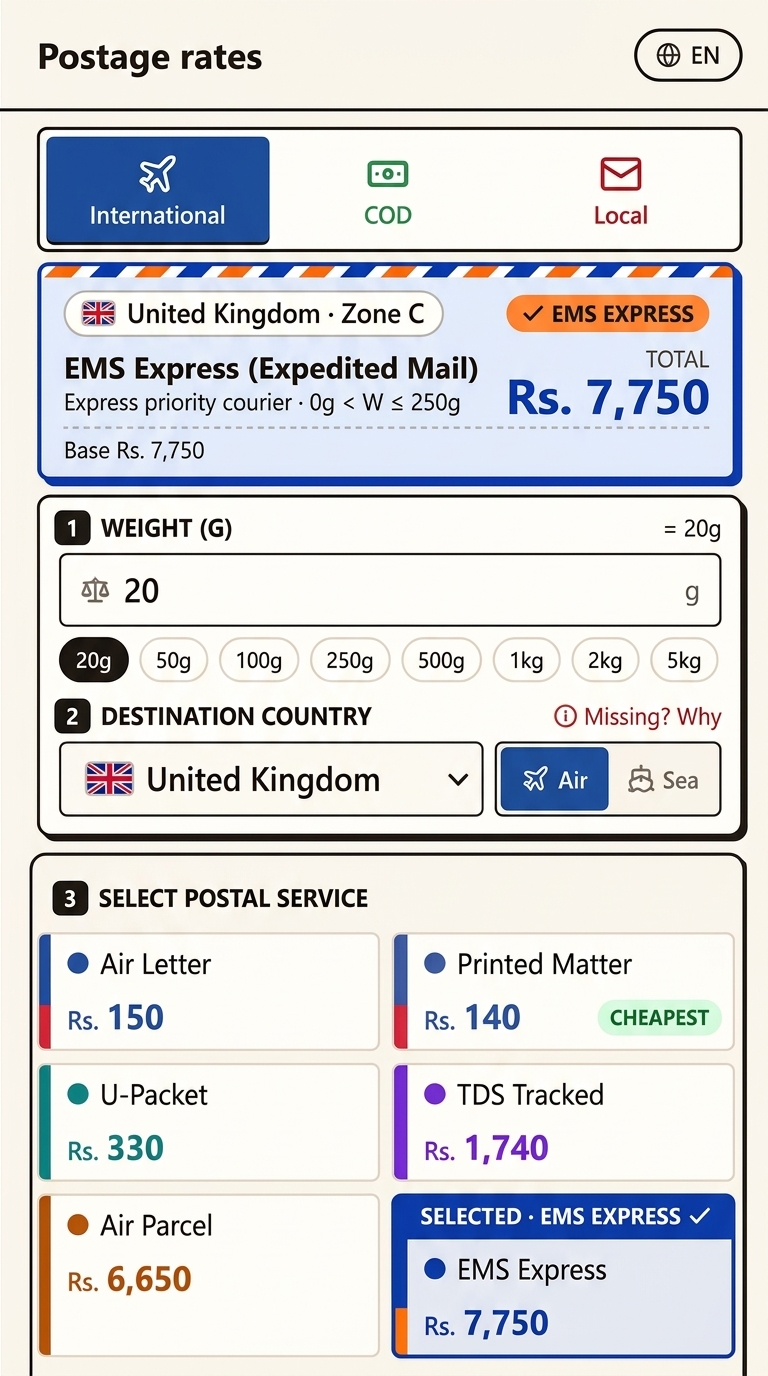 Postage rates
EN
International
COD
Local
United Kingdom · Zone C
EMS EXPRESS
EMS Express (Expedited Mail)
Express priority courier · 0g < W ≤ 250g
TOTAL
Rs. 7,750
Base Rs. 7,750
1 WEIGHT (G)
= 20g
20
g
20g 50g 100g 250g 500g 1kg 2kg 5kg
2 DESTINATION COUNTRY
Missing? Why
United Kingdom
Air
Sea
3 SELECT POSTAL SERVICE
Air Letter
Rs. 150
Printed Matter
Rs. 140
CHEAPEST
U-Packet
Rs. 330
TDS Tracked
Rs. 1,740
Air Parcel
Rs. 6,650
SELECTED · EMS EXPRESS
EMS Express
Rs. 7,750